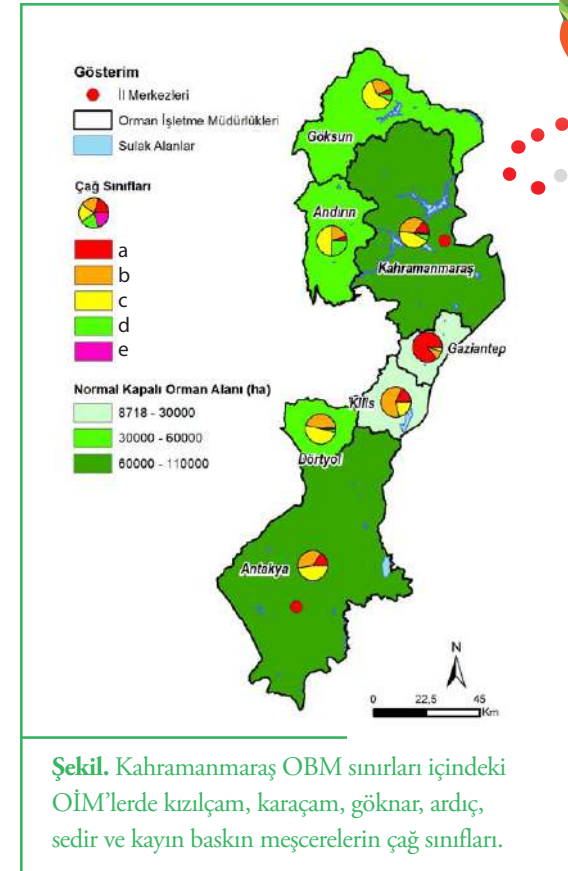 Gösterim
İl Merkezleri
Orman İşletme Müdürlükleri
Sulak Alanlar
Çağ Sınıfları
a
b
c
d
e
Normal Kapalı Orman Alanı (ha)
8718 - 30000
30000 - 60000
60000 - 110000
Göksun
Andırın
Kahramanmaraş
Gaziantep
Kilis
Dörtyol
Antakya
N
0 22,5 45
Km
Şekil. Kahramanmaraş OBM sınırları içindeki
OİM’lerde kızılçam, karaçam, göknar, ardıç,
sedir ve kayın baskın meşcerelerin çağ sınıfları.